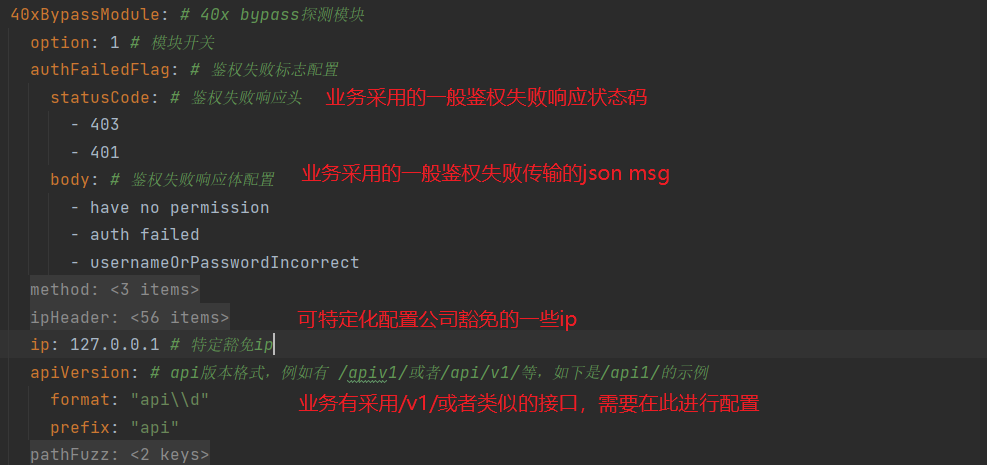 40xBypassModule: # 40x bypass探测模块
option: 1 # 模块开关
authFailedFlag: # 鉴权失败标志配置
statusCode: # 鉴权失败响应头 业务采用的一般鉴权失败响应状态码
- 403
- 401
body: # 鉴权失败响应体配置 业务采用的一般鉴权失败传输的json msg
- have no permission
- auth failed
- usernameOrPasswordIncorrect
method: <3 items>
ipHeader: <56 items> 可特定化配置公司豁免的一些ip
ip: 127.0.0.1 # 特定豁免ip
apiVersion: # api版本格式，例如有 /apiv1/或者/api/v1/等，如下是/api1/的示例
format: "api\\d" 业务有采用/v1/或者类似的接口，需要在此进行配置
prefix: "api"
pathFuzz: <2 keys>